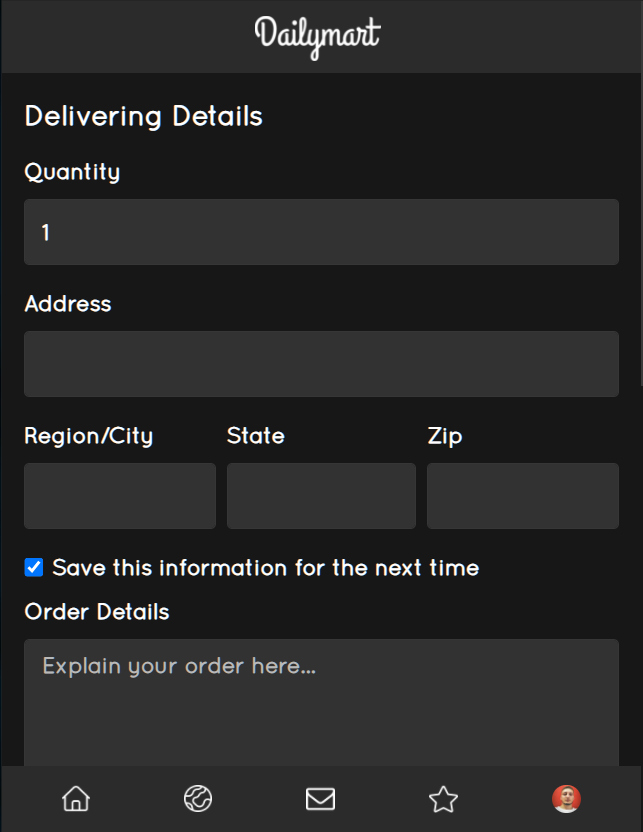 Dailymart
Delivering Details
Quantity
1
Address
Region/City State Zip
Save this information for the next time
Order Details
Explain your order here...